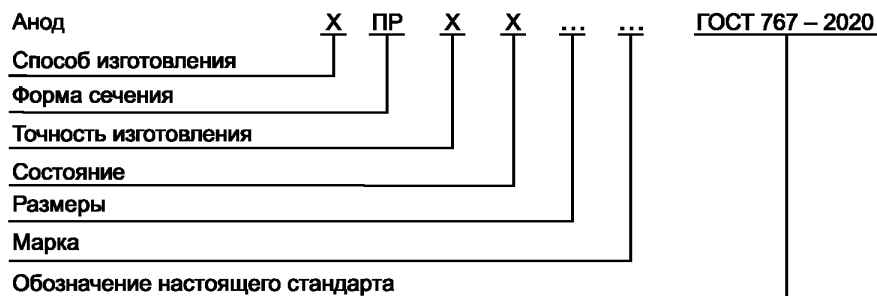 Анод Х ПР Х Х ... ... ГОСТ 767 – 2020
Способ изготовления
Форма сечения
Точность изготовления
Состояние
Размеры
Марка
Обозначение настоящего стандарта